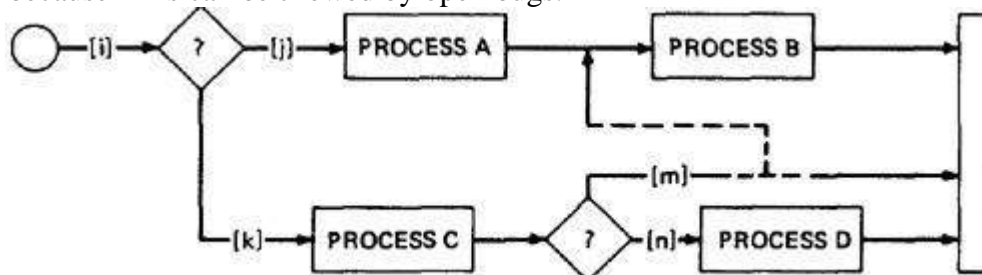 [i]
?
[j]
PROCESS A
PROCESS B
[m]
[k]
PROCESS C
?
[n]
PROCESS D